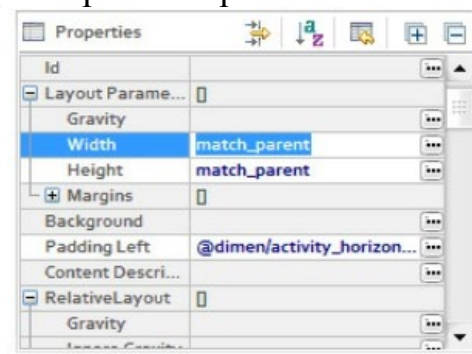 Properties
Id
Layout Parame... []
Gravity
Width match_parent
Height match_parent
Margins []
Background
Padding Left @dimen/activity_horizon...
Content Descri...
RelativeLayout []
Gravity